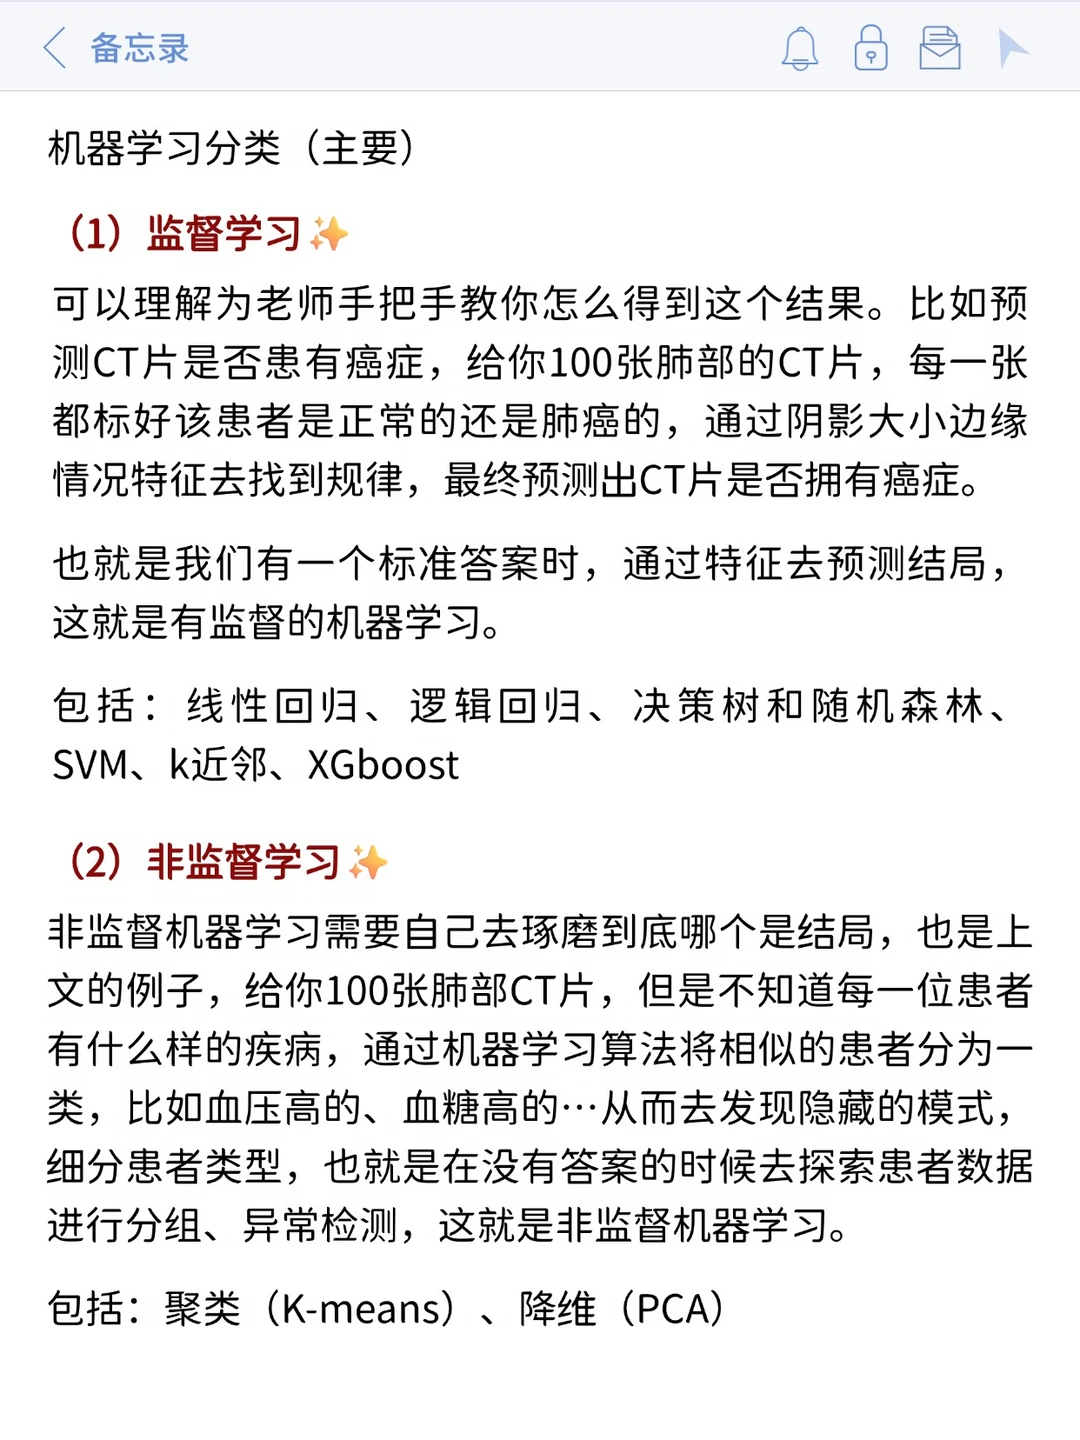 备忘录
机器学习分类（主要）
（1）监督学习✨
可以理解为老师手把手教你怎么得到这个结果。比如预
测CT片是否患有癌症，给你100张肺部的CT片，每一张
都标好该患者是正常的还是肺癌的，通过阴影大小边缘
情况特征去找到规律，最终预测出CT片是否拥有癌症。
也就是我们有一个标准答案时，通过特征去预测结局，
这就是有监督的机器学习。
包括：线性回归、逻辑回归、决策树和随机森林、
SVM、k近邻、XGboost
（2）非监督学习✨
非监督机器学习需要自己去琢磨到底哪个是结局，也是上
文的例子，给你100张肺部CT片，但是不知道每一位患者
有什么样的疾病，通过机器学习算法将相似的患者分为一
类，比如血压高的、血糖高的…从而去发现隐藏的模式，
细分患者类型，也就是在没有答案的时候去探索患者数据
进行分组、异常检测，这就是非监督机器学习。
包括：聚类（K-means）、降维（PCA）